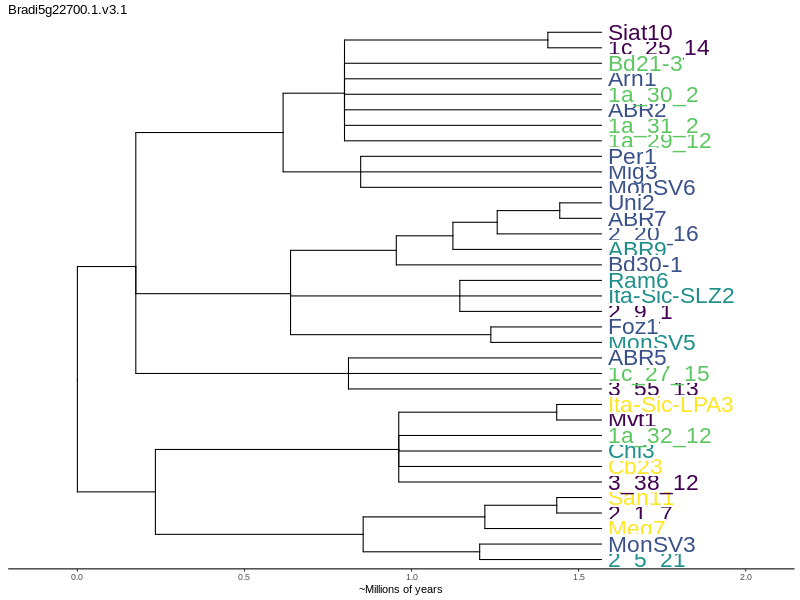 Bradi5g22700.1.v3.1
Siat10
1c_25_14
Bd21-3
Arn1
1a_30_2
ABR2
1a_31_2
1a_29_12
Per1
Mig3
MonSV6
Uni2
ABR7
2_20_16
ABR9
Bd30-1
Ram6
Ita-Sic-SLZ2
2_9_1
Foz1
MonSV5
ABR5
1c_27_15
3_55_13
Ita-Sic-LPA3
Mvt1
1a_32_12
Chi3
Cb23
3_38_12
San11
2_1_7
Meg7
MonSV3
2_5_21
0.0 0.5 1.0 1.5 2.0
~Millions of years